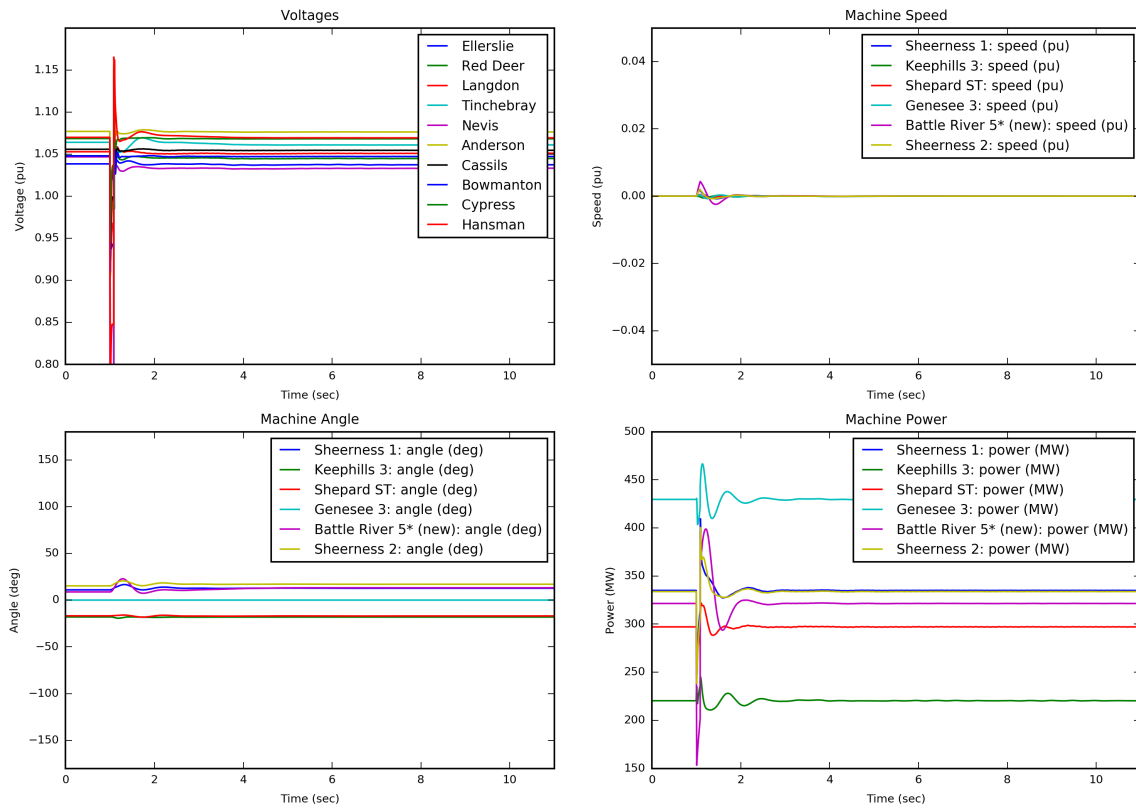 Voltages
1.15
1.10
1.05
1.00
0.95
0.90
0.85
0.80
Voltage (pu)
0
2
4
6
8
10
Time (sec)
Ellerslie
Red Deer
Langdon
Tinchebray
Nevis
Anderson
Cassils
Bowmanton
Cypress
Hansman
Machine Speed
0.04
0.02
0.00
−0.02
−0.04
Speed (pu)
0
2
4
6
8
10
Time (sec)
Sheerness 1: speed (pu)
Keephills 3: speed (pu)
Shepard ST: speed (pu)
Genesee 3: speed (pu)
Battle River 5* (new): speed (pu)
Sheerness 2: speed (pu)
Machine Angle
150
100
50
0
−50
−100
−150
Angle (deg)
0
2
4
6
8
10
Time (sec)
Sheerness 1: angle (deg)
Keephills 3: angle (deg)
Shepard ST: angle (deg)
Genesee 3: angle (deg)
Battle River 5* (new): angle (deg)
Sheerness 2: angle (deg)
Machine Power
500
450
400
350
300
250
200
150
Power (MW)
0
2
4
6
8
10
Time (sec)
Sheerness 1: power (MW)
Keephills 3: power (MW)
Shepard ST: power (MW)
Genesee 3: power (MW)
Battle River 5* (new): power (MW)
Sheerness 2: power (MW)